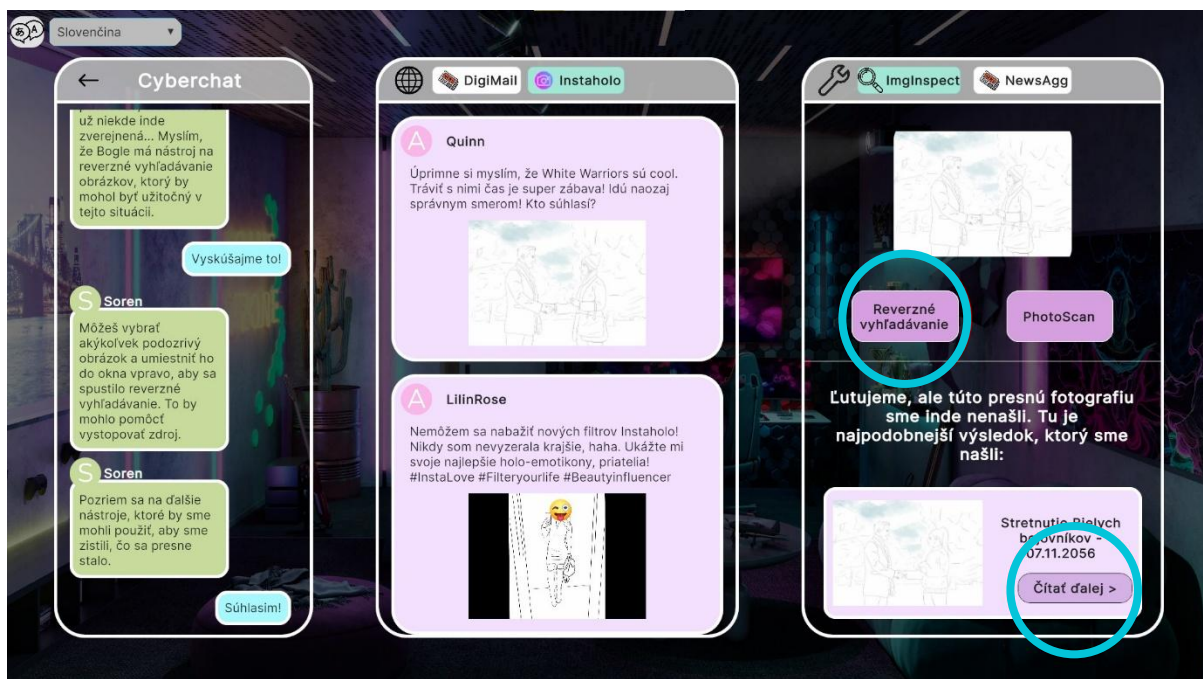 Slovenčina
Cyberchat
už niekde inde
zverejnená... Myslím,
že Bogle má nástroj na
reverzné vyhľadávanie
obrázkov, ktorý by
mohol byť užitočný v
tejto situácii.
Vyskúšajme to!
S Soren
Môžeš vybrať
akýkoľvek podozrivý
obrázok a umiestniť ho
do okna vpravo, aby sa
spustilo reverzné
vyhľadávanie. To by
mohlo pomôcť
vystopovať zdroj.
S Soren
Pozriem sa na ďalšie
nástroje, ktoré by sme
mohli použiť, aby sme
zistili, čo sa presne
stalo.
Súhlasím!
DigiMail Instaholo
A Quinn
Úprimne si myslím, že White Warriors sú cool.
Tráviť s nimi čas je super zábava! Idú naozaj
správnym smerom! Kto súhlasí?
A LilinRose
Nemôžem sa nabažiť nových filtrov Instaholo!
Nikdy som nevyzerala krajšie, haha. Ukážte mi
svoje najlepšie holo-emotikony, priatelia!
#InstaLove #Filteryourlife #Beautyinfluencer
ImgInspect NewsAgg
Reverzné
vyhľadávanie
PhotoScan
Ľutujeme, ale túto presnú fotografiu
sme inde nenašli. Tu je
najpodobnejší výsledok, ktorý sme
našli:
Stretnutie Bielych
bojovníkov -
07.11.2056
Čítať ďalej >